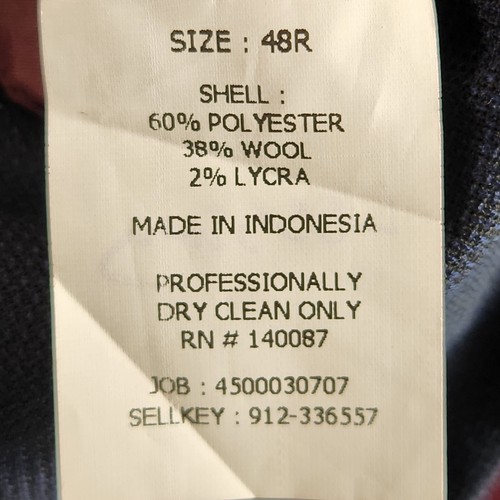 SIZE : 48R
SHELL :
60% POLYESTER
38% WOOL
2% LYCRA
MADE IN INDONESIA
PROFESSIONALLY
DRY CLEAN ONLY
RN # 140087
JOB : 4500030707
SELLKEY : 912-336557